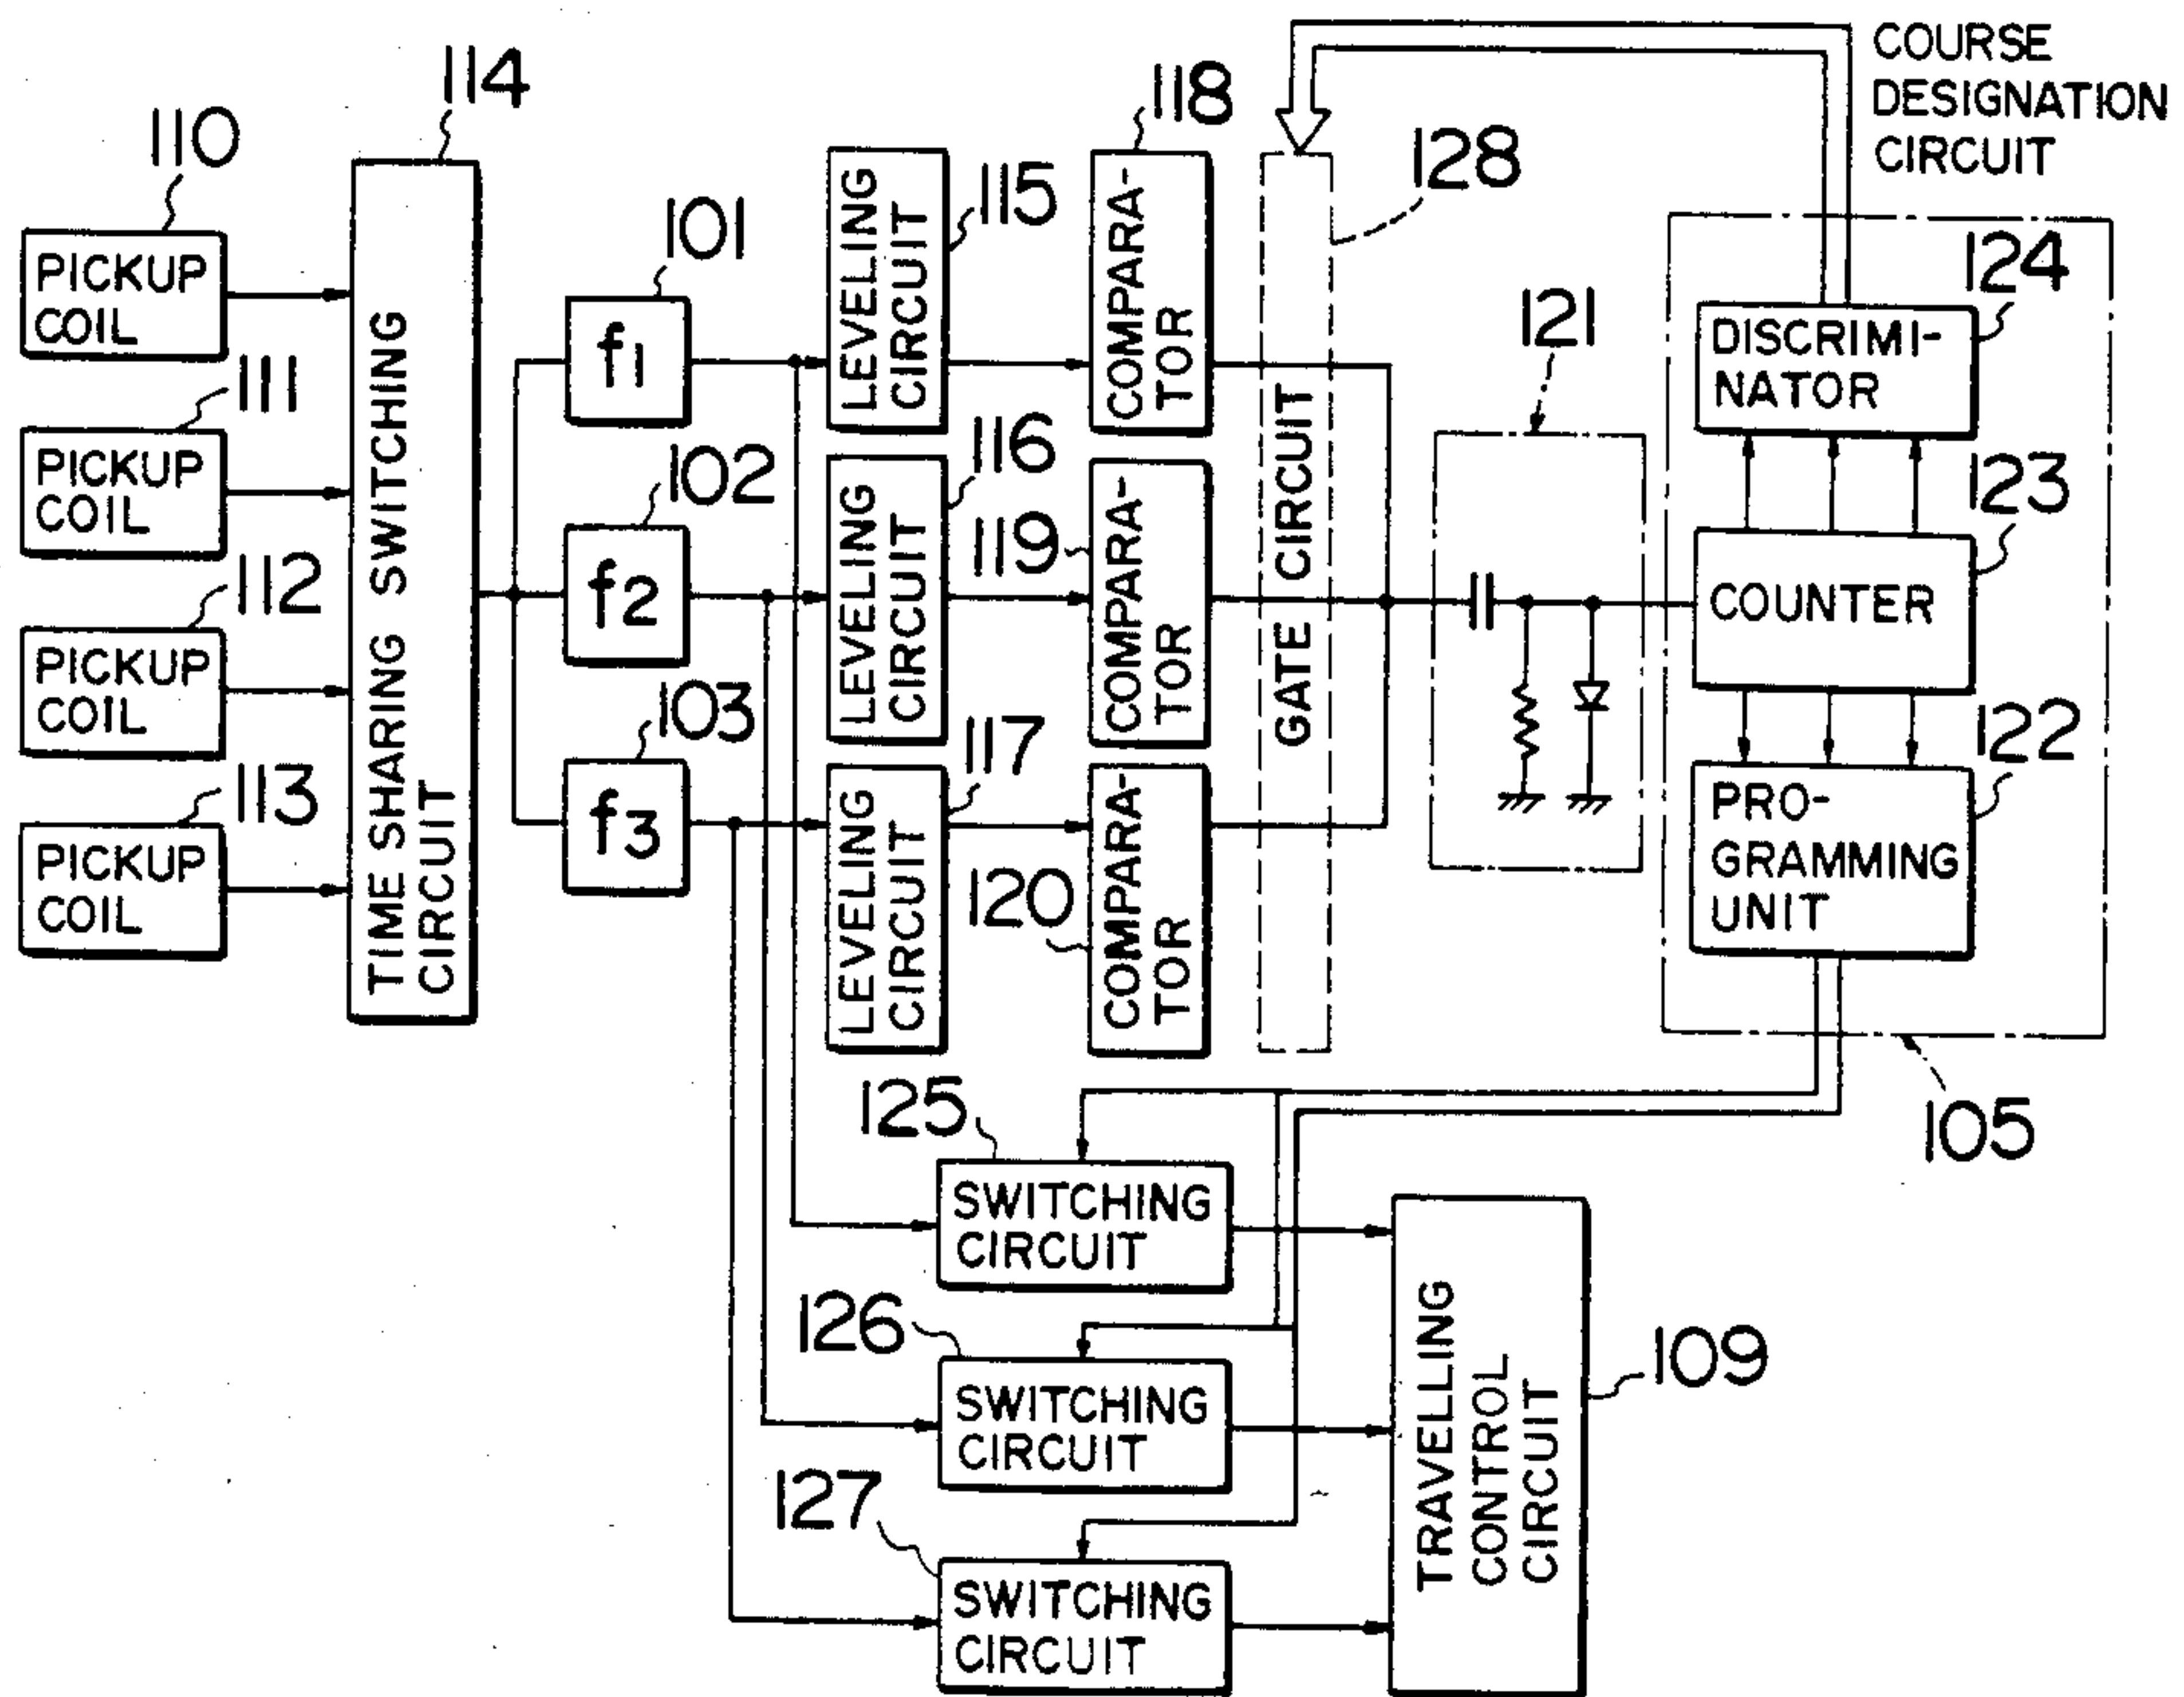 110
PICKUP
COIL
111
PICKUP
COIL
112
PICKUP
COIL
113
PICKUP
COIL
114
TIME SHARING SWITCHING
CIRCUIT
101
f1
102
f2
103
f3
115
LEVELING
CIRCUIT
116
LEVELING
CIRCUIT
117
LEVELING
CIRCUIT
118
COMPARA-
TOR
119
COMPARA-
TOR
120
COMPARA-
TOR
128
GATE CIRCUIT
121
COURSE
DESIGNATION
CIRCUIT
124
DISCRIMI-
NATOR
123
COUNTER
122
PRO-
GRAMMING
UNIT
105
125
SWITCHING
CIRCUIT
126
SWITCHING
CIRCUIT
127
SWITCHING
CIRCUIT
109
TRAVELLING
CONTROL
CIRCUIT